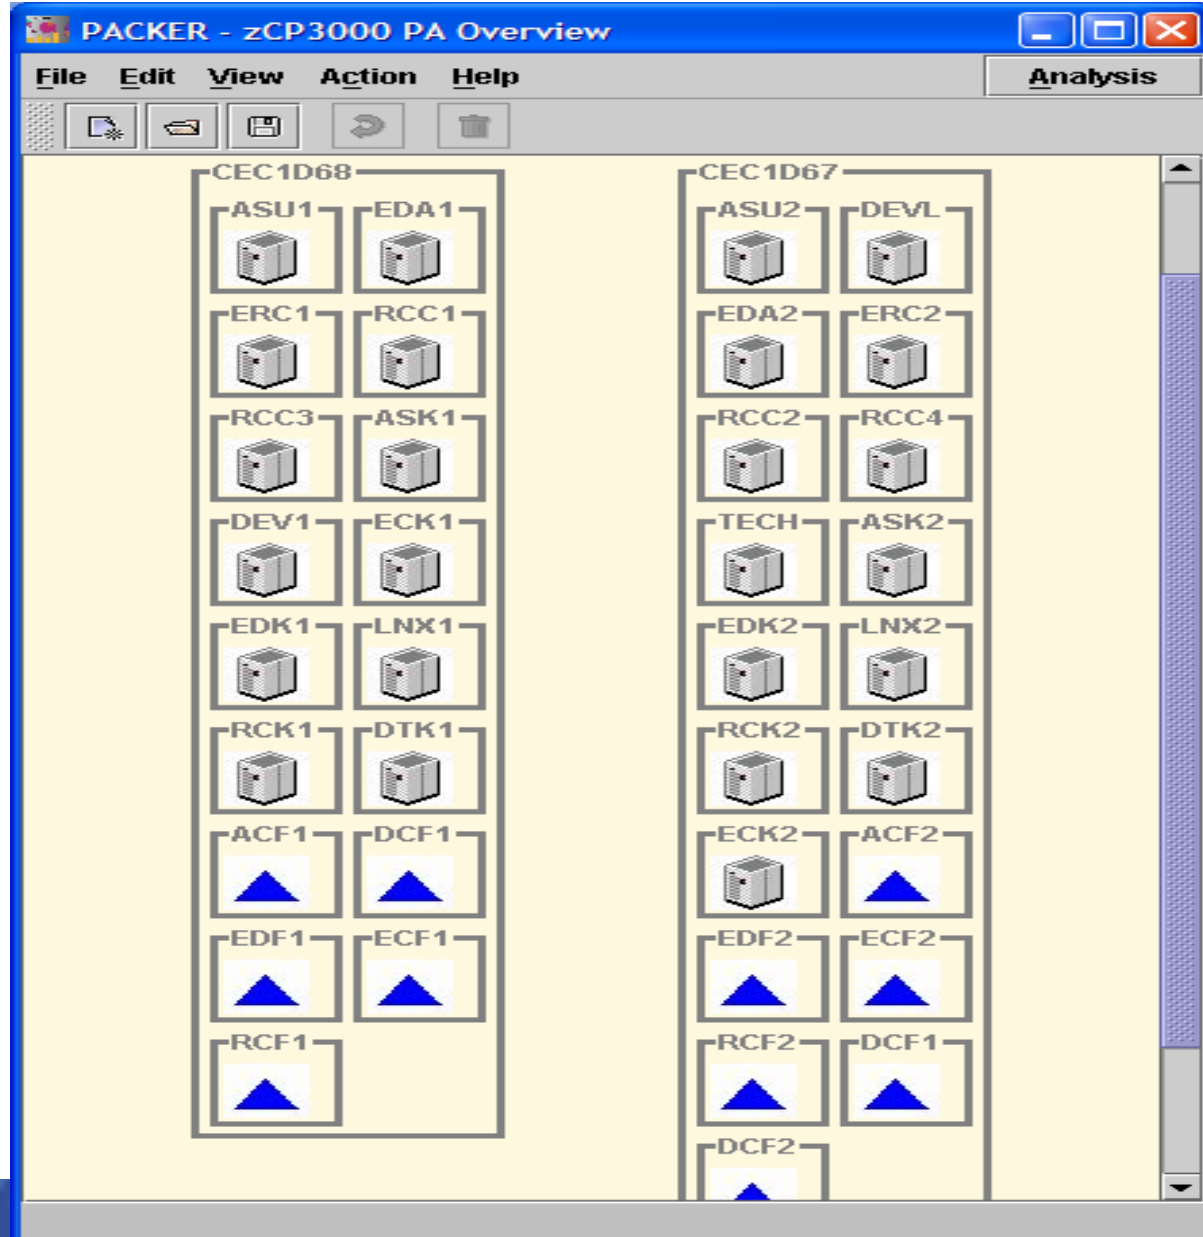 PACKER - zCP3000 PA Overview
File Edit View Action Help Analysis
CEC1D68
ASU1 EDA1
ERC1 RCC1
RCC3 ASK1
DEV1 ECK1
EDK1 LNX1
RCK1 DTK1
ACF1 DCF1
EDF1 ECF1
RCF1
CEC1D67
ASU2 DEVL
EDA2 ERC2
RCC2 RCC4
TECH ASK2
EDK2 LNX2
RCK2 DTK2
ECK2 ACF2
EDF2 ECF2
RCF2 DCF1
DCF2